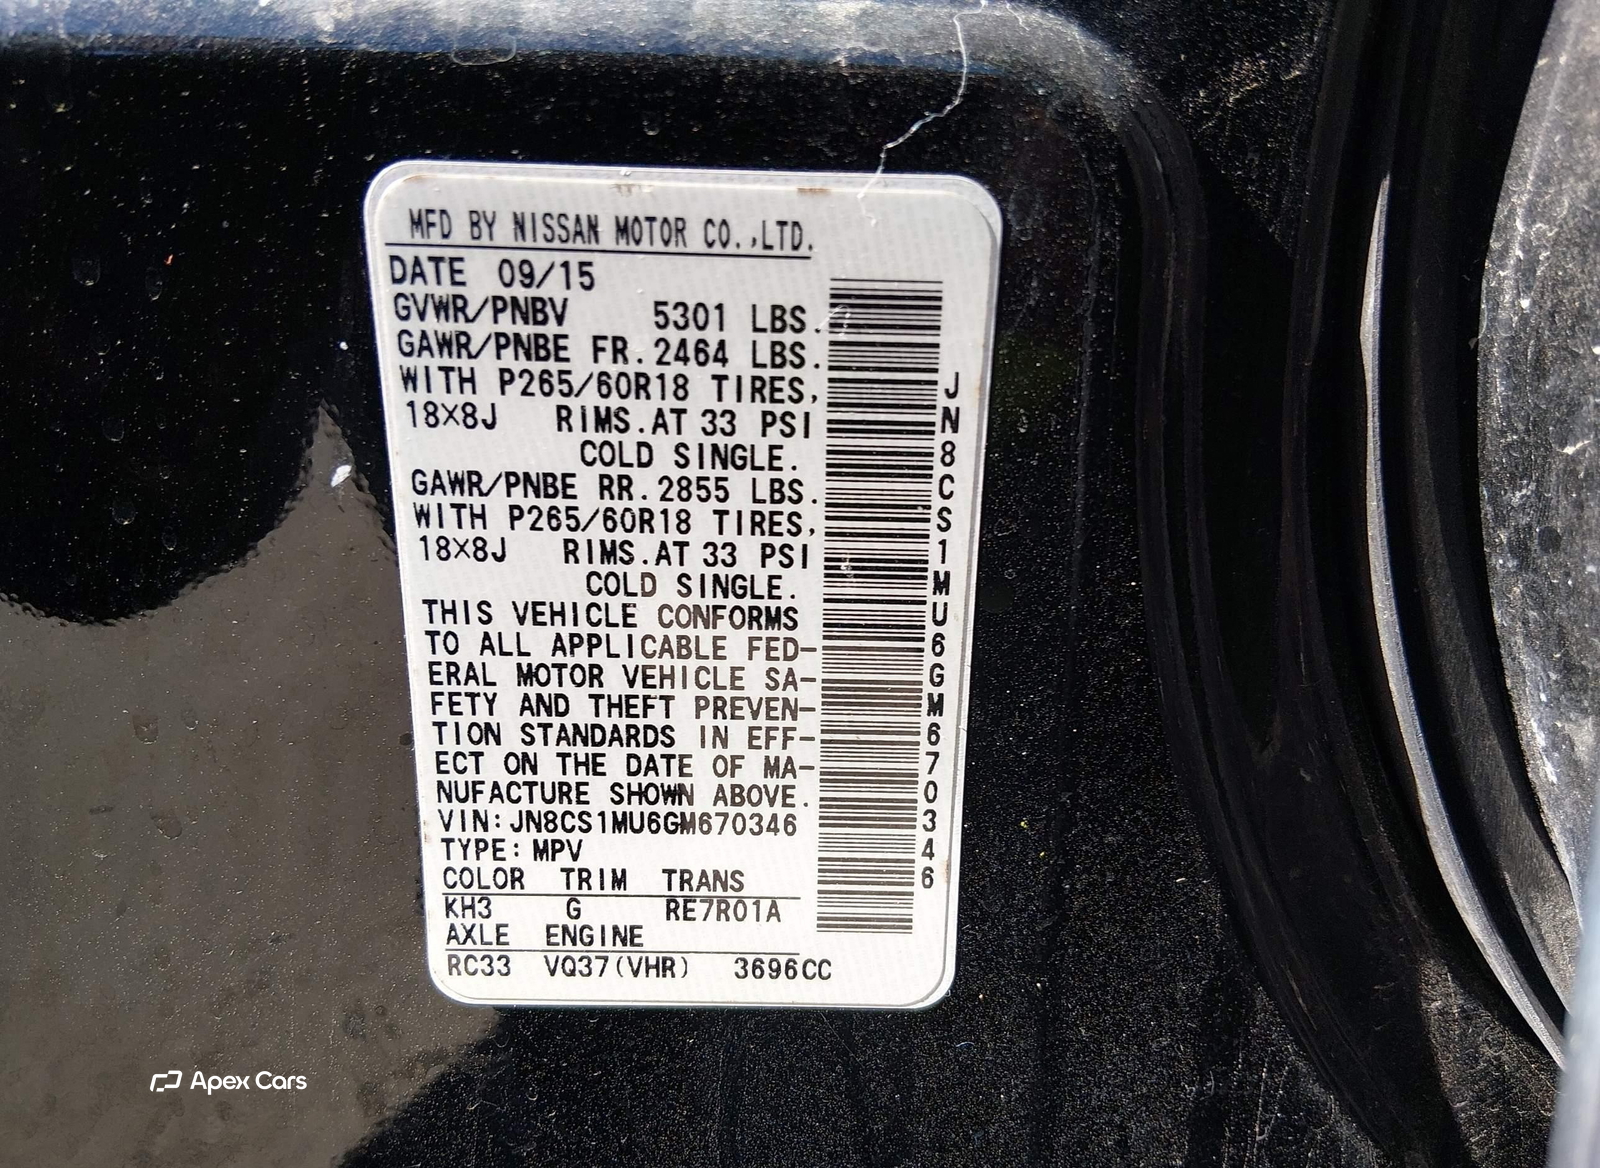 MFD BY NISSAN MOTOR CO.,LTD.
DATE 09/15
GVWR/PNBV 5301 LBS.
GAWR/PNBE FR.2464 LBS.
WITH P265/60R18 TIRES,
18×8J RIMS.AT 33 PSI
COLD SINGLE.
GAWR/PNBE RR.2855 LBS.
WITH P265/60R18 TIRES,
18×8J RIMS.AT 33 PSI
COLD SINGLE.
THIS VEHICLE CONFORMS
TO ALL APPLICABLE FED-
ERAL MOTOR VEHICLE SA-
FETY AND THEFT PREVEN-
TION STANDARDS IN EFF-
ECT ON THE DATE OF MA-
NUFACTURE SHOWN ABOVE.
VIN:JN8CS1MU6GM670346
TYPE:MPV
COLOR TRIM TRANS
KH3 G RE7R01A
AXLE ENGINE
RC33 VQ37(VHR) 3696CC
JN8CS1MU6GM670346
Apex Cars